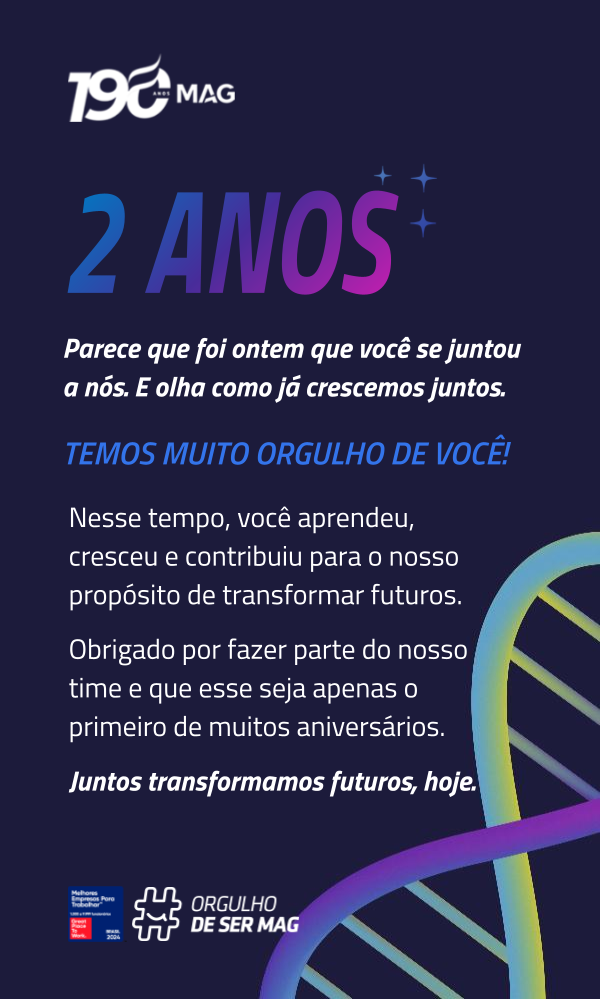 190 ANOS MAG
2 ANOS
Parece que foi ontem que você se juntou
a nós. E olha como já crescemos juntos.
TEMOS MUITO ORGULHO DE VOCÊ!
Nesse tempo, você aprendeu,
cresceu e contribuiu para o nosso
propósito de transformar futuros.
Obrigado por fazer parte do nosso
time e que esse seja apenas o
primeiro de muitos aniversários.
Juntos transformamos futuros, hoje.
Melhores
Empresas Para
Trabalhar
Great
Place
To
Work.
BRASIL
2024
ORGULHO
DE SER MAG